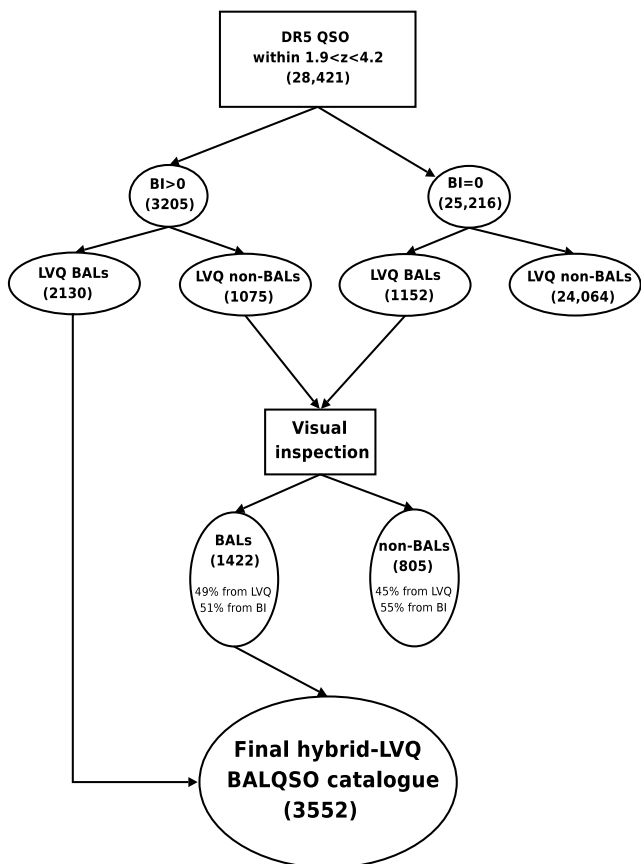 DR5 QSO
within 1.9<z<4.2
(28,421)
BI>0
(3205)
BI=0
(25,216)
LVQ BALs
(2130)
LVQ non-BALs
(1075)
LVQ BALs
(1152)
LVQ non-BALs
(24,064)
Visual
inspection
BALs
(1422)
49% from LVQ
51% from BI
non-BALs
(805)
45% from LVQ
55% from BI
Final hybrid-LVQ
BALQSO catalogue
(3552)